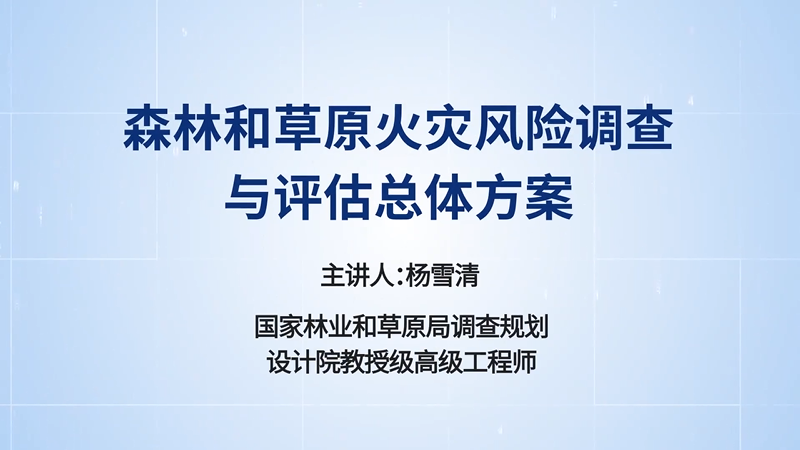 森林和草原火灾风险调查
与评估总体方案
主讲人：杨雪清
国家林业和草原局调查规划
设计院教授级高级工程师